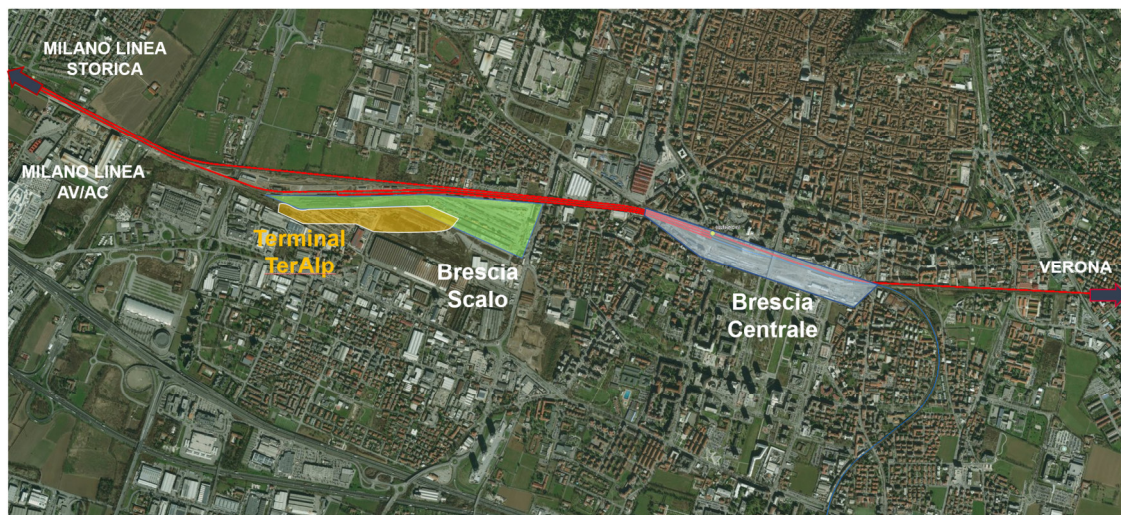 MILANO LINEA
STORICA
MILANO LINEA
AV/AC
Terminal
TerAlp
Brescia
Scalo
Brescia
Centrale
VERONA